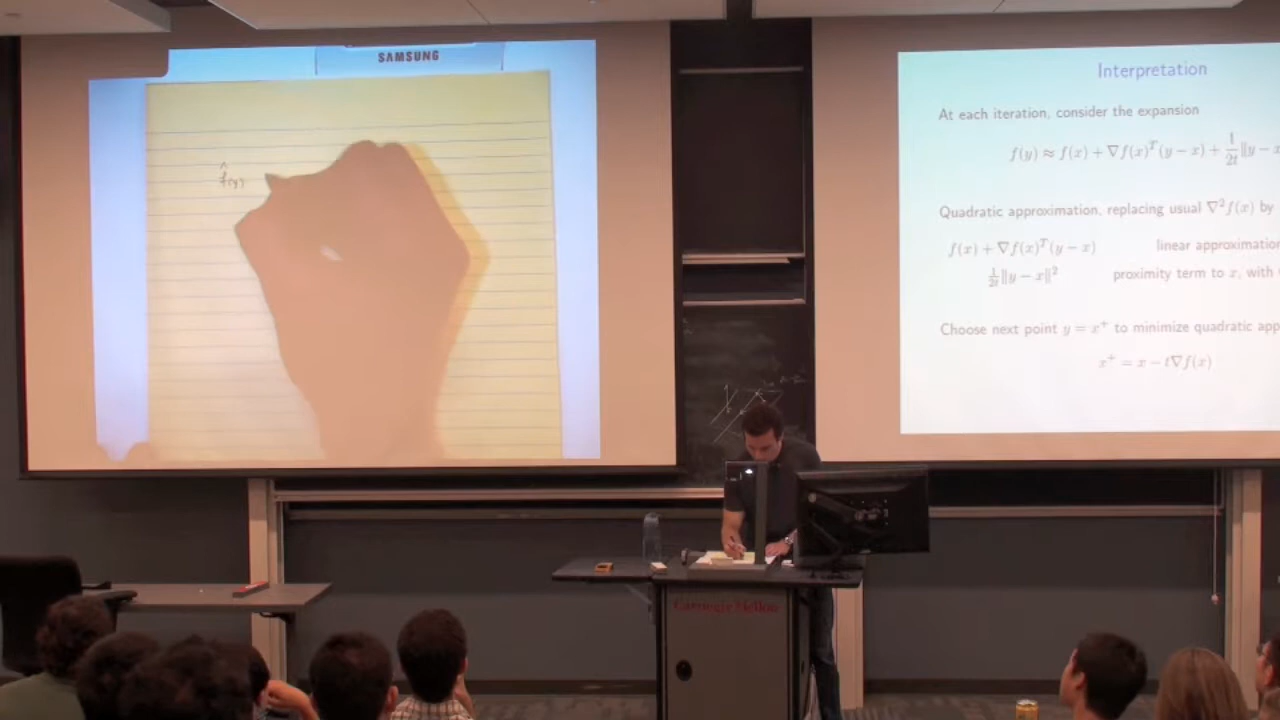 SAMSUNG
f̂(y)
Interpretation
At each iteration, consider the expansion
f(y) ≈ f(x) + ∇f(x)^T(y − x) + 1/2t ‖y −
Quadratic approximation, replacing usual ∇²f(x) by
f(x) + ∇f(x)^T(y − x) linear approximation
1/2t ‖y − x‖² proximity term to x, with
Choose next point y = x⁺ to minimize quadratic app
x⁺ = x − t∇f(x)
Carnegie Mellon